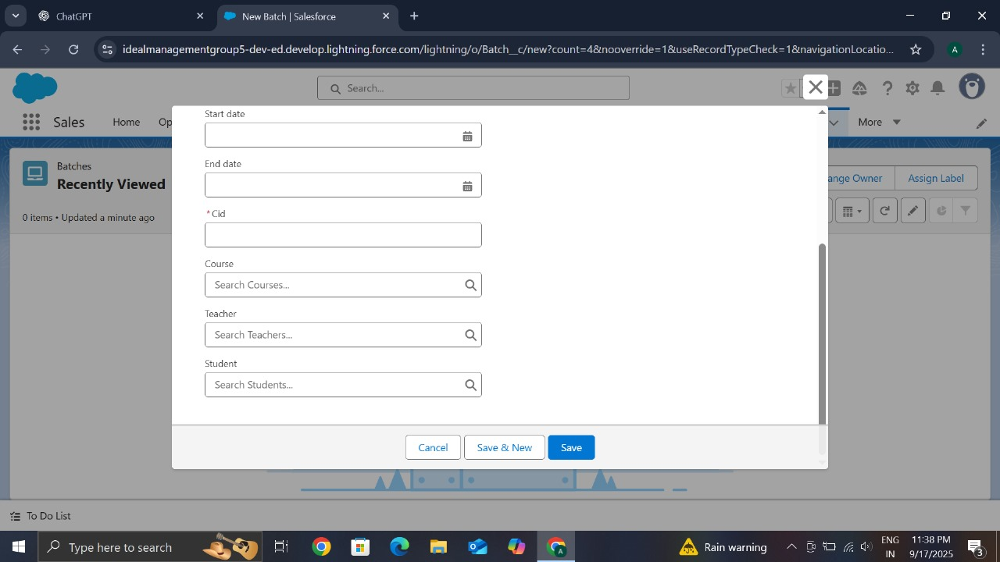 ChatGPT
New Batch | Salesforce
idealmanagementgroup5-dev-ed.develop.lightning.force.com/lightning/o/Batch__c/new?count=4&nooverride=1&useRecordTypeCheck=1&navigationLocatio...
A
Search...
Sales
Home
Op
More
Batches
Recently Viewed
0 items • Updated a minute ago
ange Owner
Assign Label
Start date
End date
* Cid
Course
Search Courses...
Teacher
Search Teachers...
Student
Search Students...
Cancel
Save & New
Save
To Do List
Type here to search
Rain warning
ENG
IN
11:38 PM
9/17/2025
3